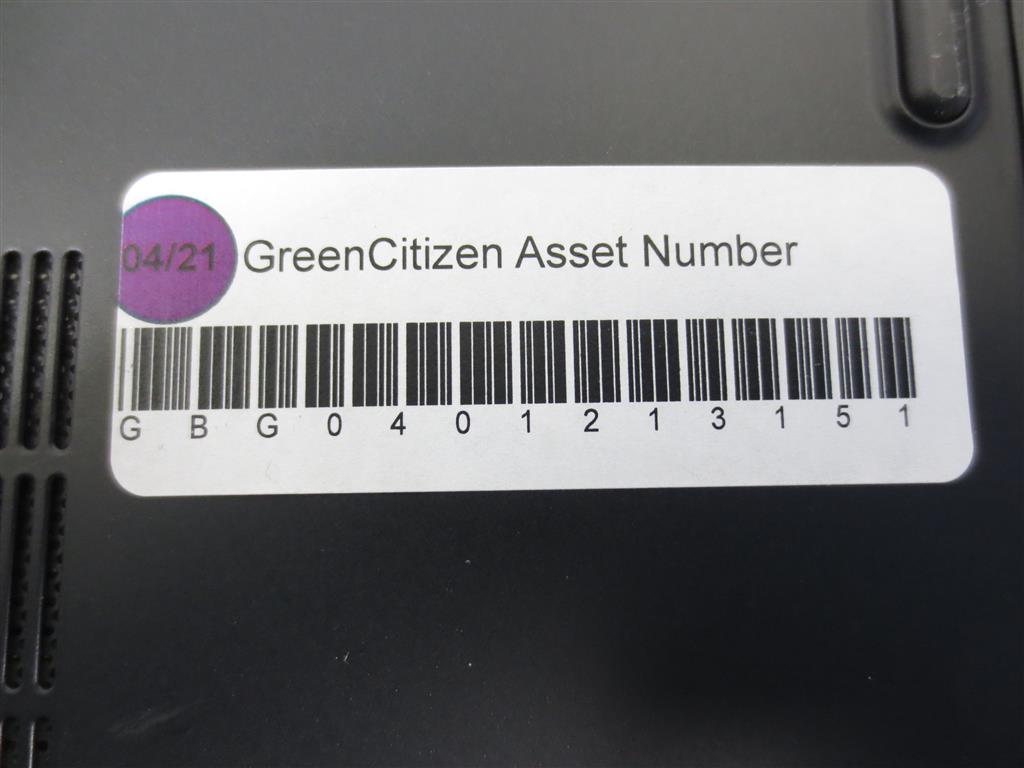 04/21 GreenCitizen Asset Number
G B G 0 4 0 1 2 1 3 1 5 1